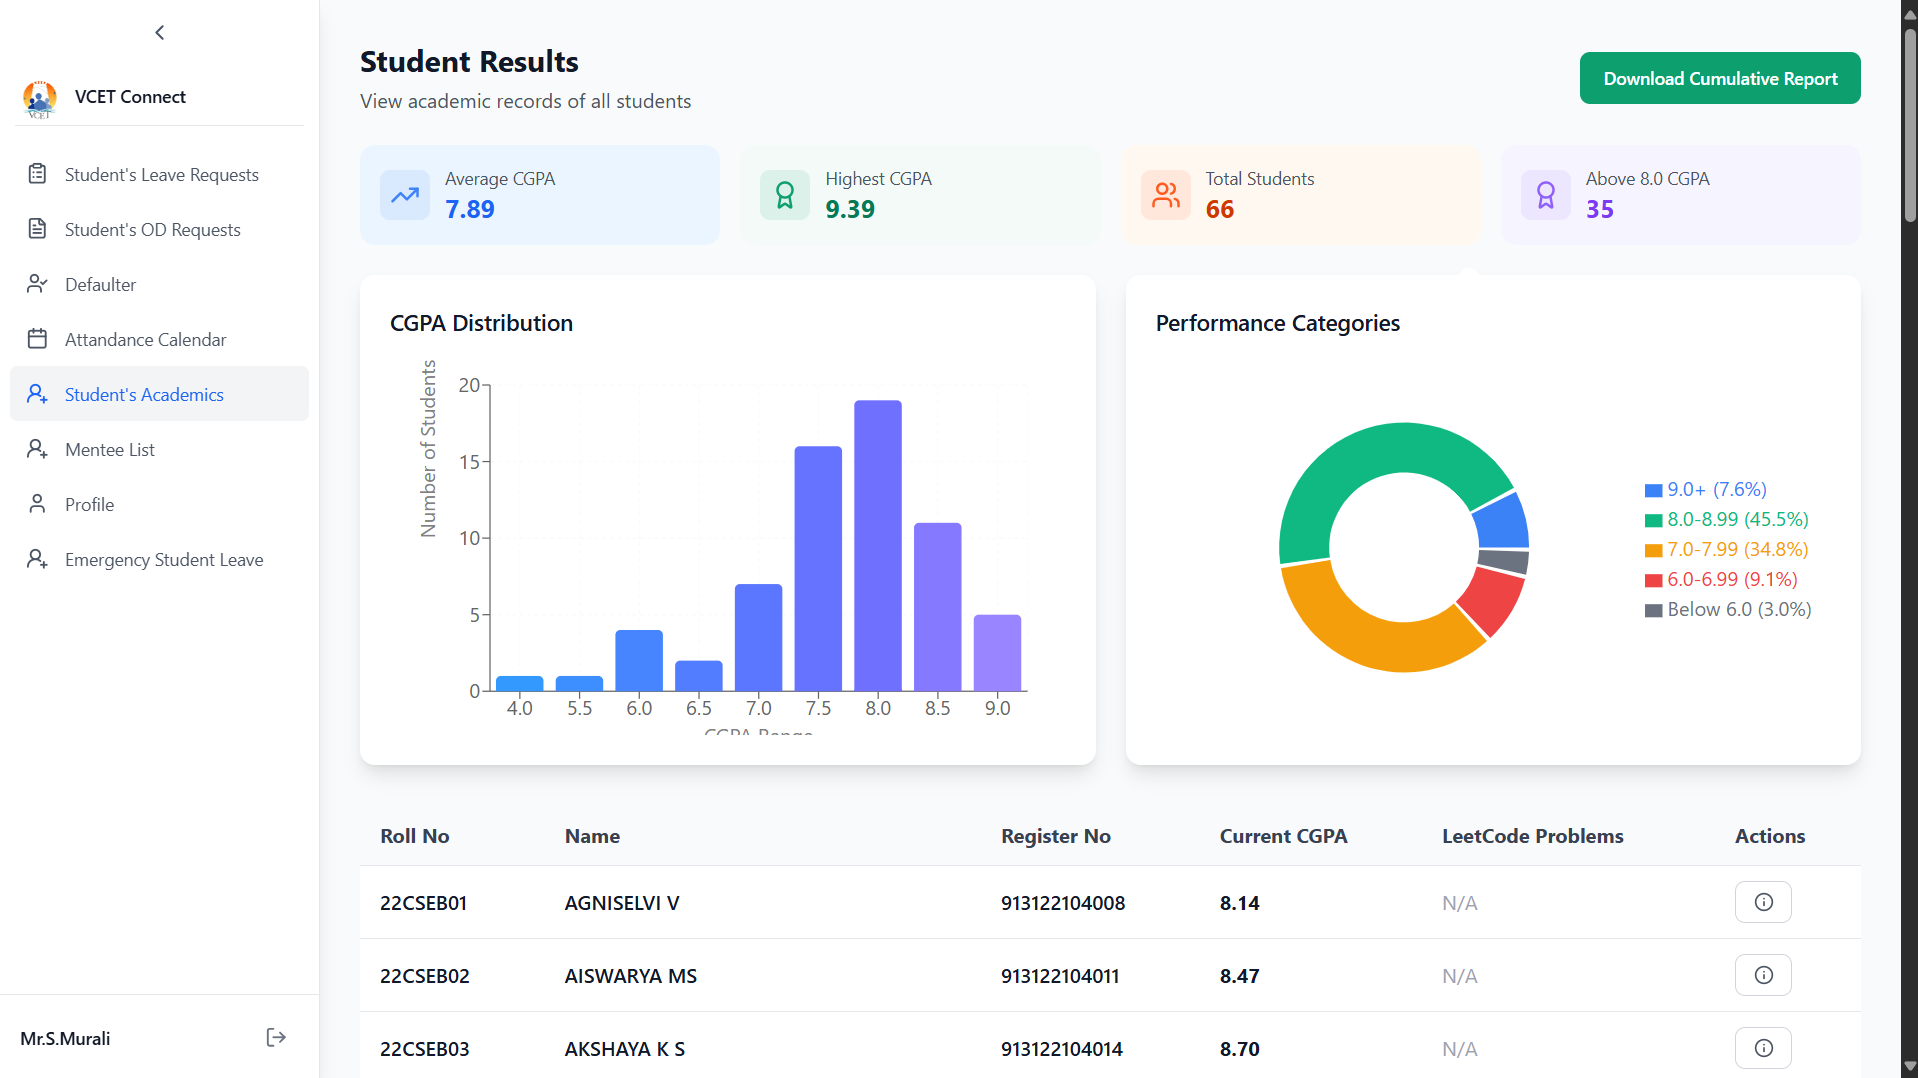 VCET
VCET Connect
Student's Leave Requests
Student's OD Requests
Defaulter
Attandance Calendar
Student's Academics
Mentee List
Profile
Emergency Student Leave
Mr.S.Murali
Student Results
View academic records of all students
Download Cumulative Report
Average CGPA
7.89
Highest CGPA
9.39
Total Students
66
Above 8.0 CGPA
35
CGPA Distribution
Number of Students
20
15
10
5
0
4.0 5.5 6.0 6.5 7.0 7.5 8.0 8.5 9.0
CGPA Range
Performance Categories
9.0+ (7.6%)
8.0-8.99 (45.5%)
7.0-7.99 (34.8%)
6.0-6.99 (9.1%)
Below 6.0 (3.0%)
Roll No Name Register No Current CGPA LeetCode Problems Actions
22CSEB01 AGNISELVI V 913122104008 8.14 N/A
22CSEB02 AISWARYA MS 913122104011 8.47 N/A
22CSEB03 AKSHAYA K S 913122104014 8.70 N/A